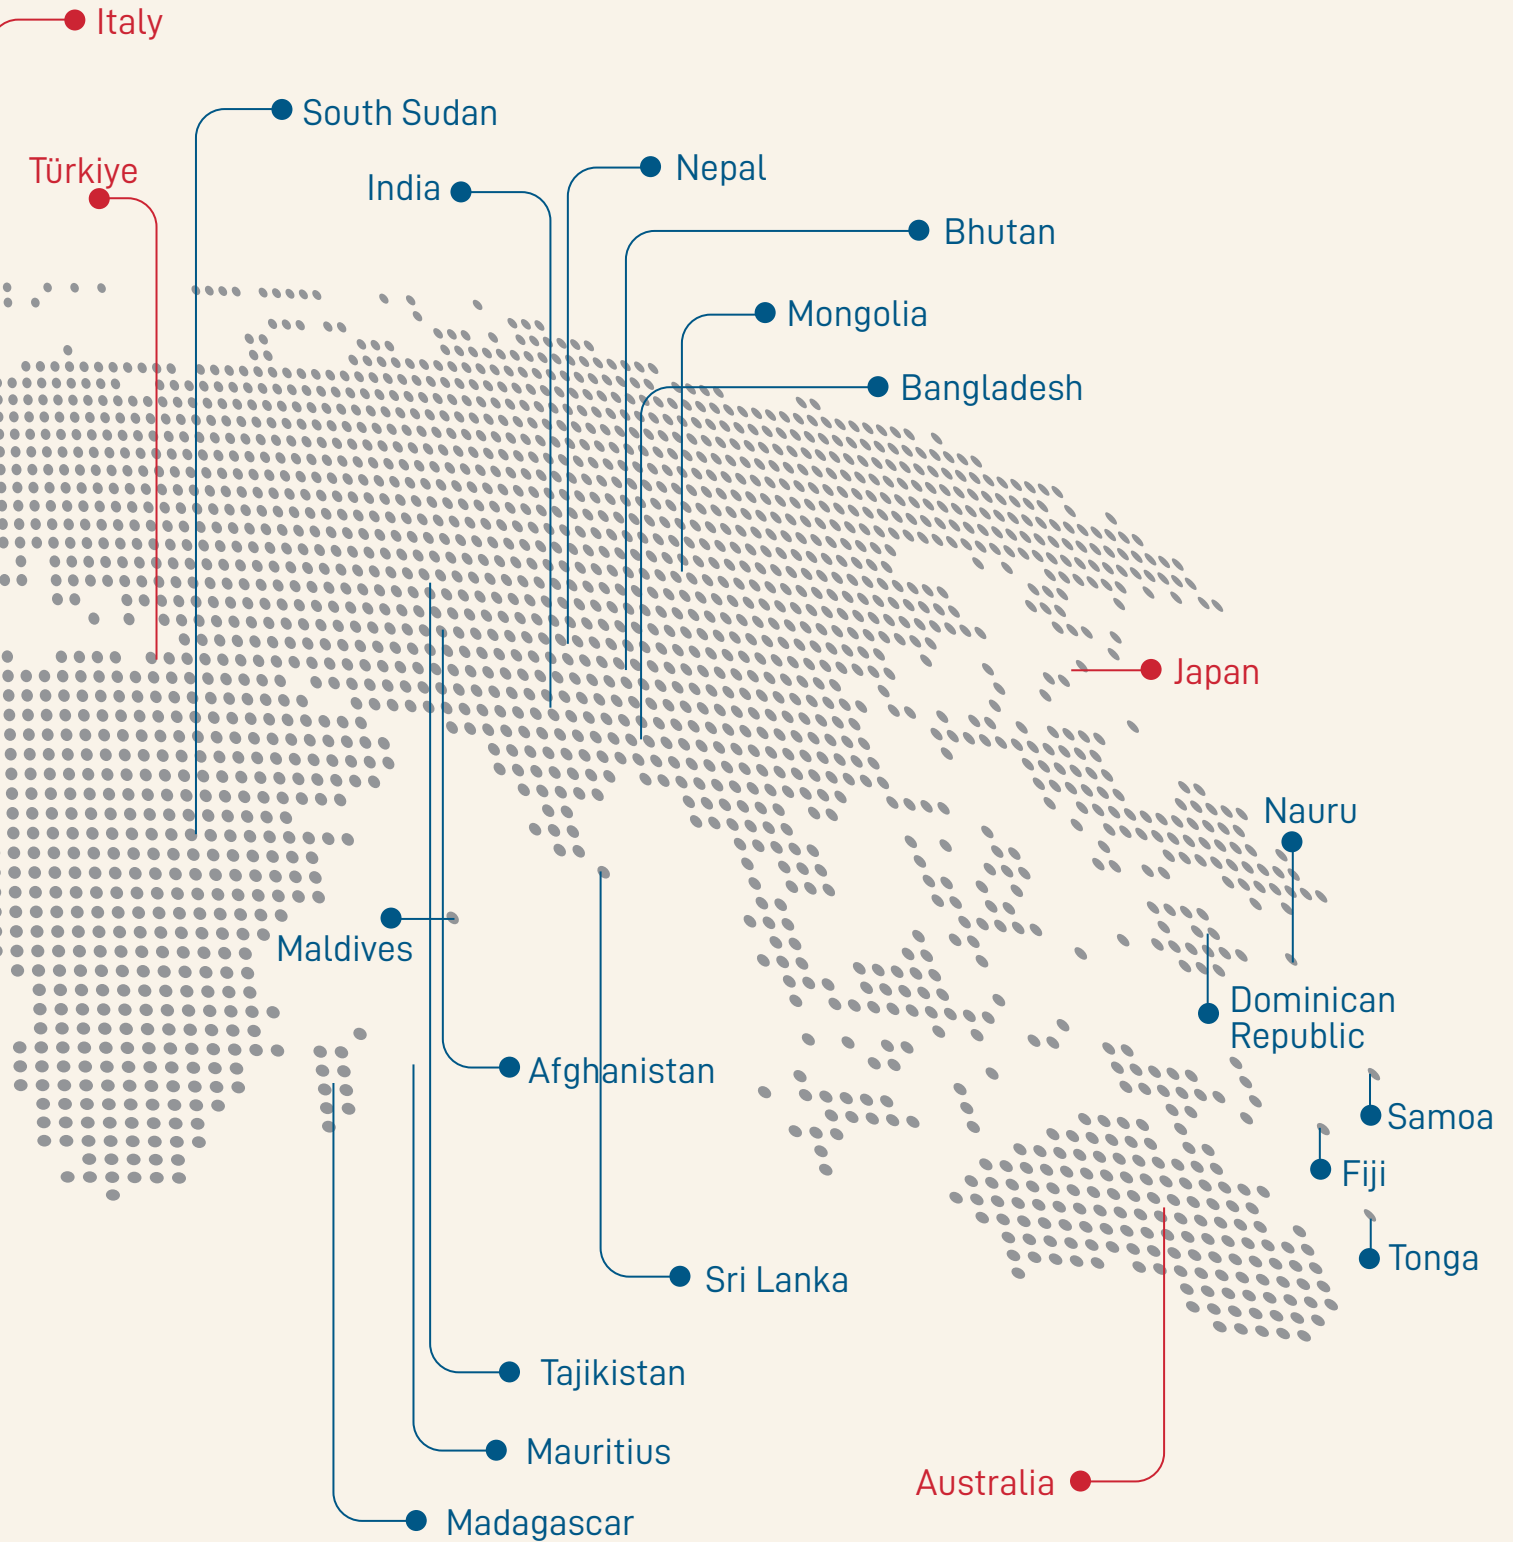 Italy
South Sudan
Türkiye
Nepal
India
Bhutan
Mongolia
Bangladesh
Japan
Nauru
Maldives
Dominican
Republic
Afghanistan
Samoa
Fiji
Tonga
Sri Lanka
Tajikistan
Mauritius
Australia
Madagascar